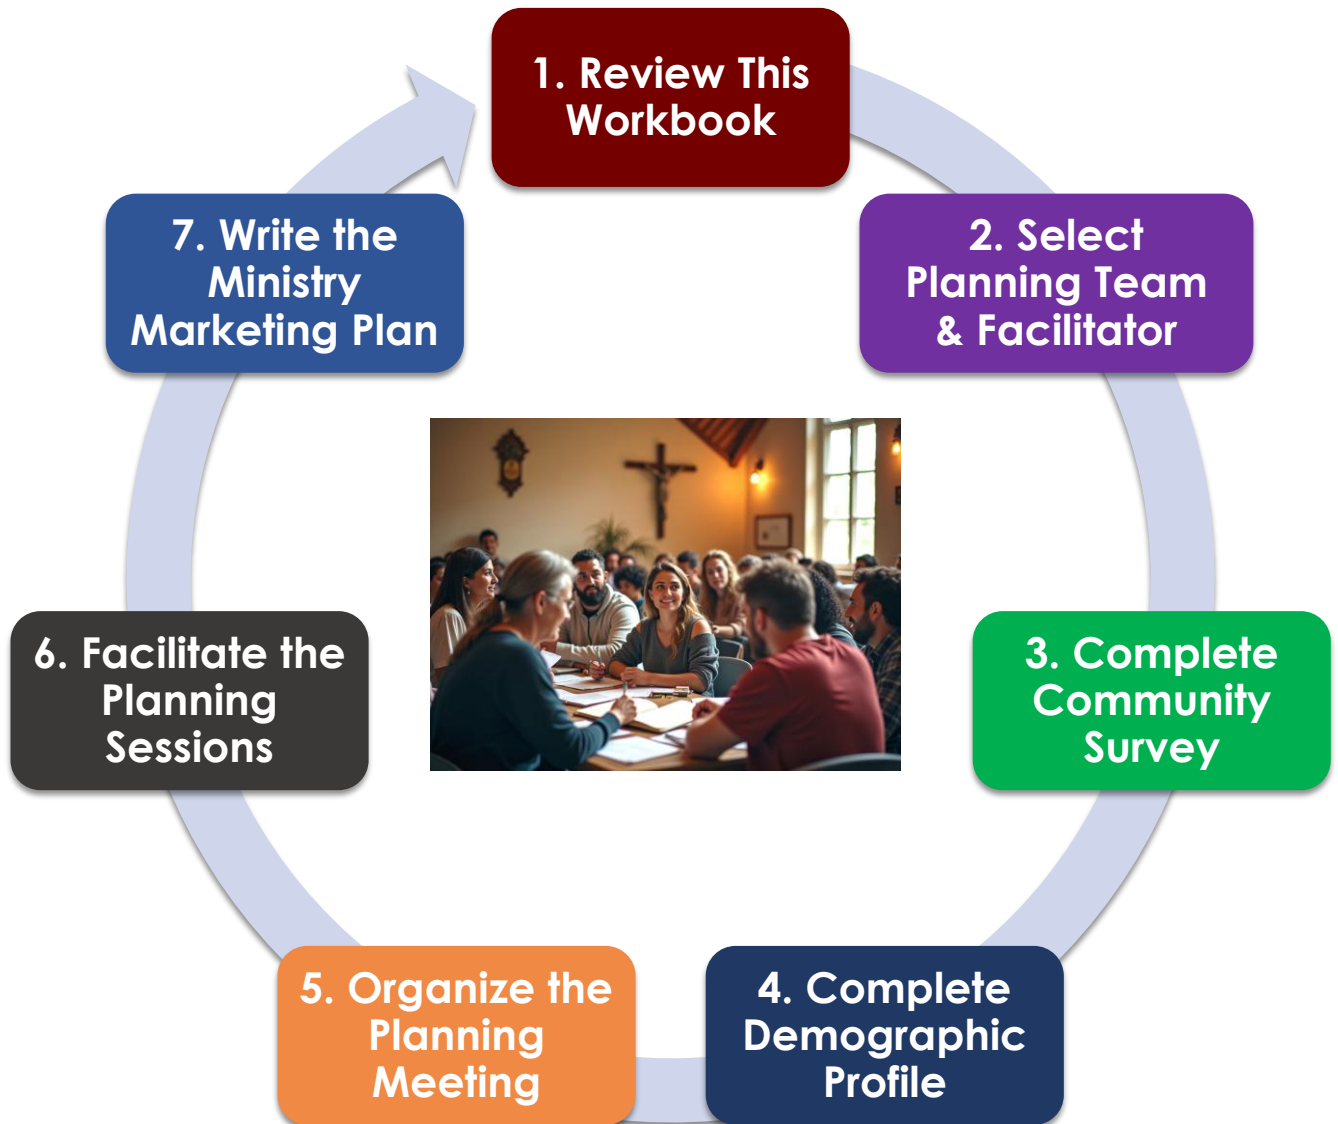 1. Review This
Workbook
2. Select
Planning Team
& Facilitator
3. Complete
Community
Survey
4. Complete
Demographic
Profile
5. Organize the
Planning
Meeting
6. Facilitate the
Planning
Sessions
7. Write the
Ministry
Marketing Plan